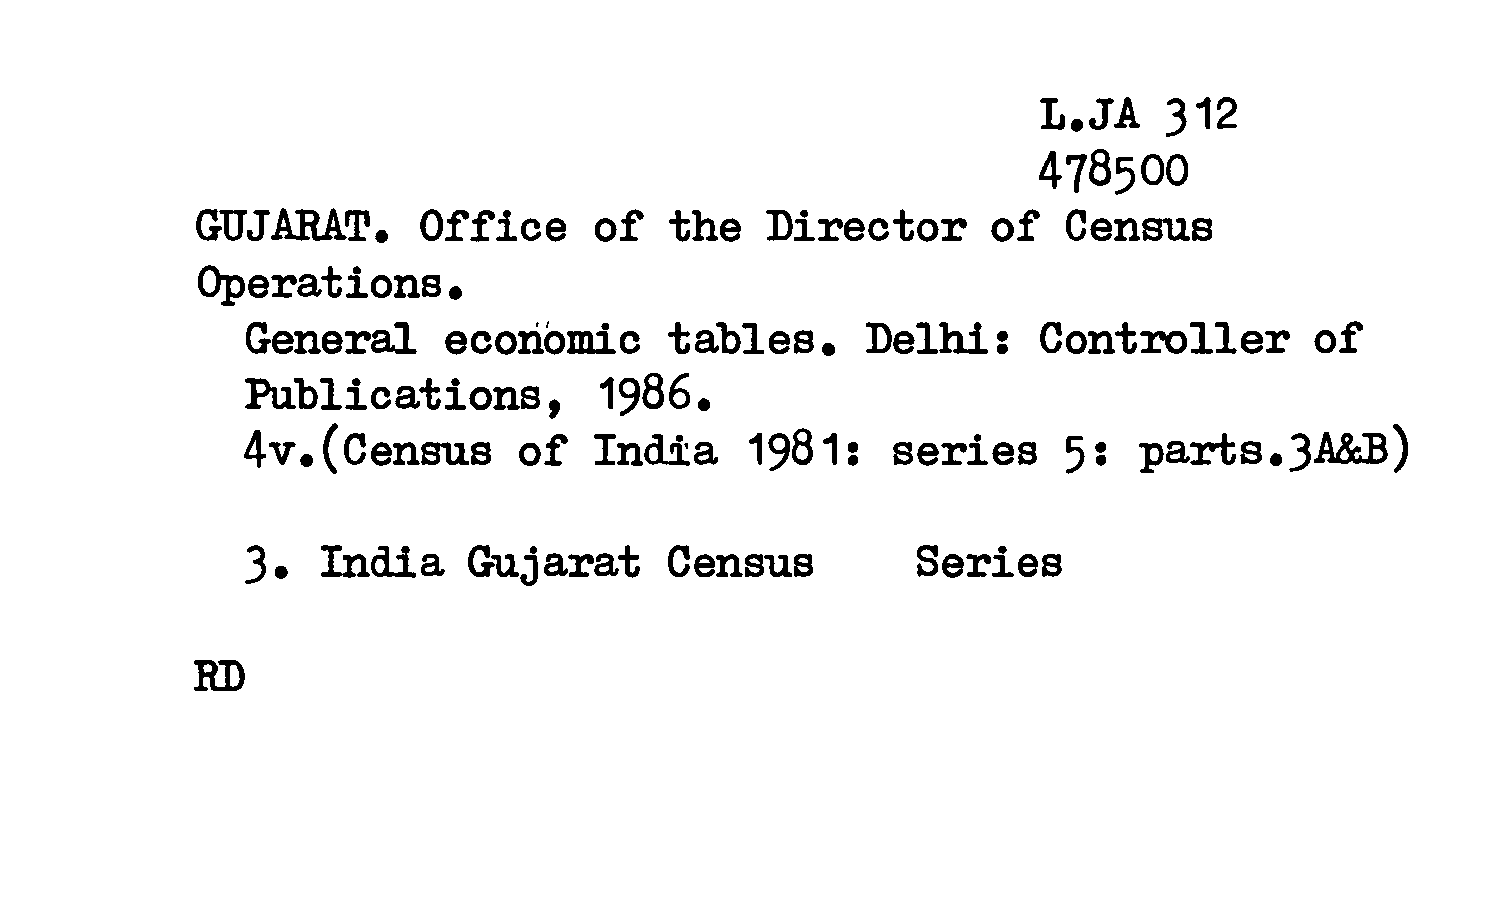 L.JA 312
478500
GUJARAT. Office of the Director of Census
Operations.
General economic tables. Delhi: Controller of
Publications, 1986.
4v.(Census of India 1981: series 5: parts.3A&B)
3. India Gujarat Census    Series
RD